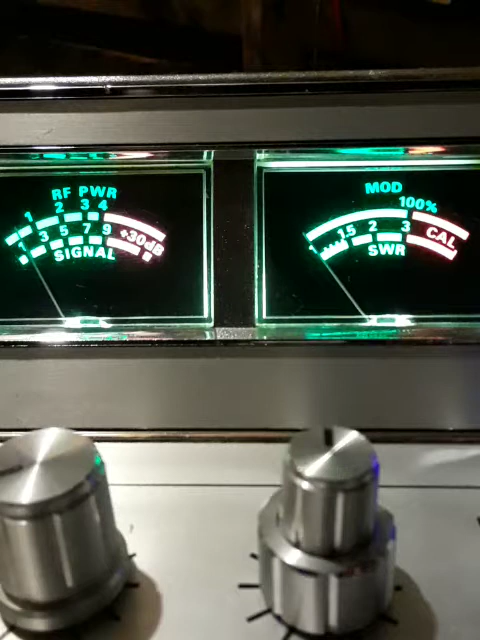 RF PWR
1 2 3 4
1 3 5 7 9 +30dB
SIGNAL
MOD
100%
1 1.5 2 3 CAL
SWR